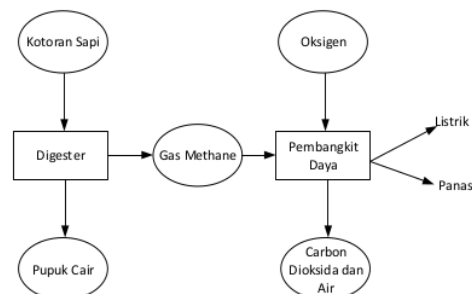 Kotoran Sapi
Oksigen
Listrik
Digester
Gas Methane
Pembangkit
Daya
Panas
Pupuk Cair
Carbon
Dioksida dan
Air